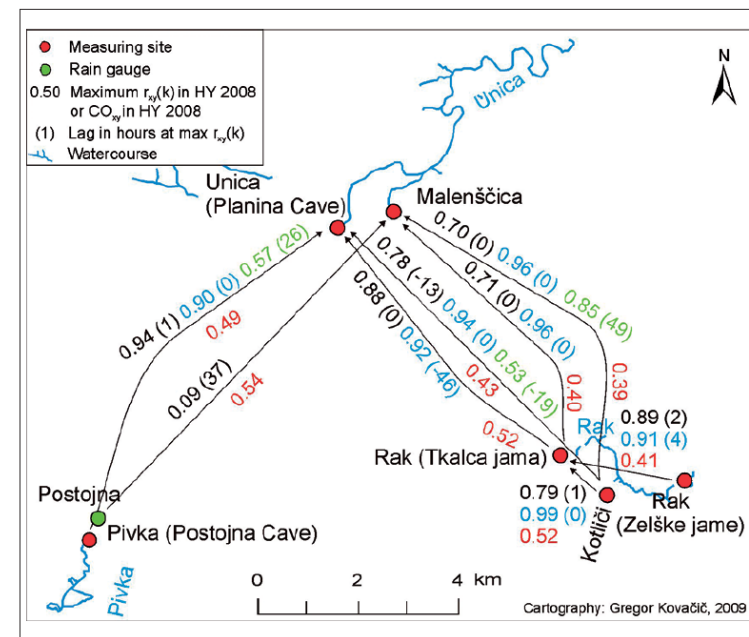 Measuring site
Rain gauge
0.50 Maximum rxy(k) in HY 2008
or COxy in HY 2008
(1) Lag in hours at max rxy(k)
Watercourse
N
Unica
Unica
(Planina Cave)
Malenščica
0.94 (1) 0.90 (0) 0.57 (26)
0.49
0.09 (37)
0.54
0.88 (0) 0.92 (-46)
0.52
0.78 (-13) 0.94 (0) 0.53 (-19)
0.43
0.71 (0) 0.96 (0)
0.40
0.70 (0) 0.96 (0) 0.85 (49)
0.39
Rak
0.89 (2)
0.91 (4)
0.41
Rak (Tkalca jama)
Rak
(Zelške jame)
0.79 (1)
0.99 (0)
0.52
Kotliči
Postojna
Pivka (Postojna Cave)
Pivka
0 2 4 km
Cartography: Gregor Kovačič, 2009